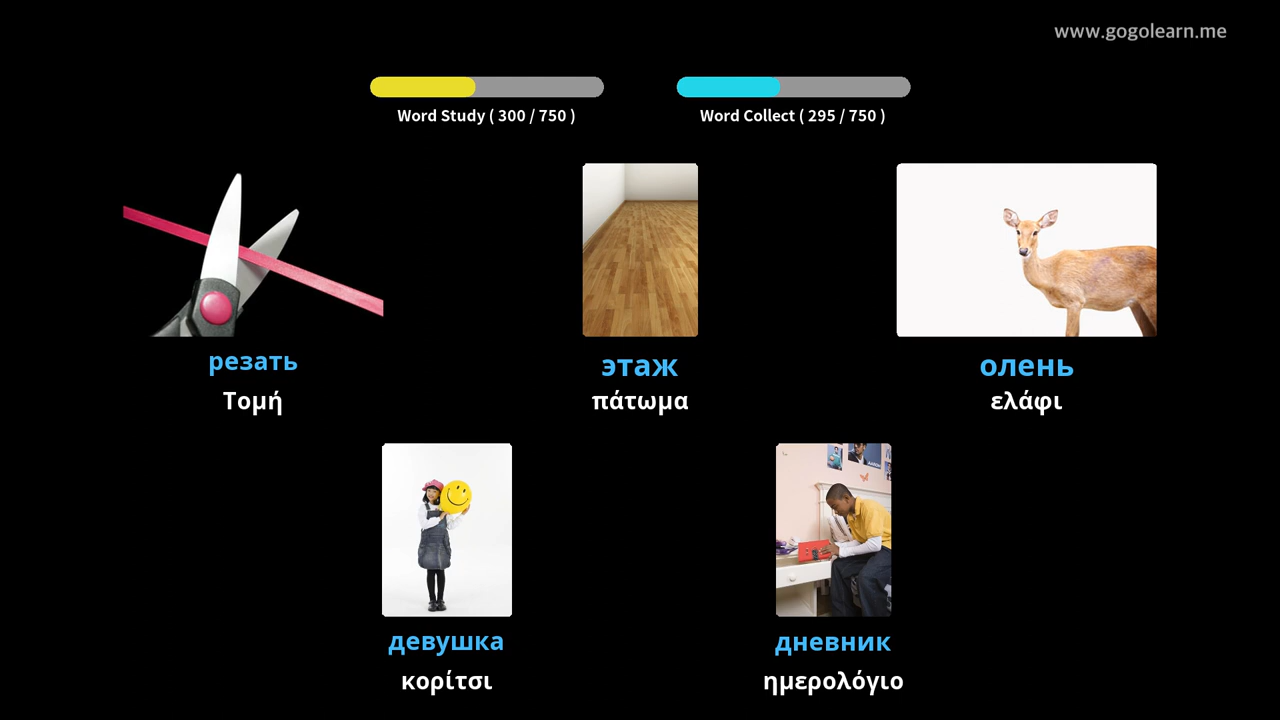 www.gogolearn.me
Word Study ( 300 / 750 )
Word Collect ( 295 / 750 )
резать
Τομή
этаж
πάτωμα
олень
ελάφι
девушка
κορίτσι
дневник
ημερολόγιο